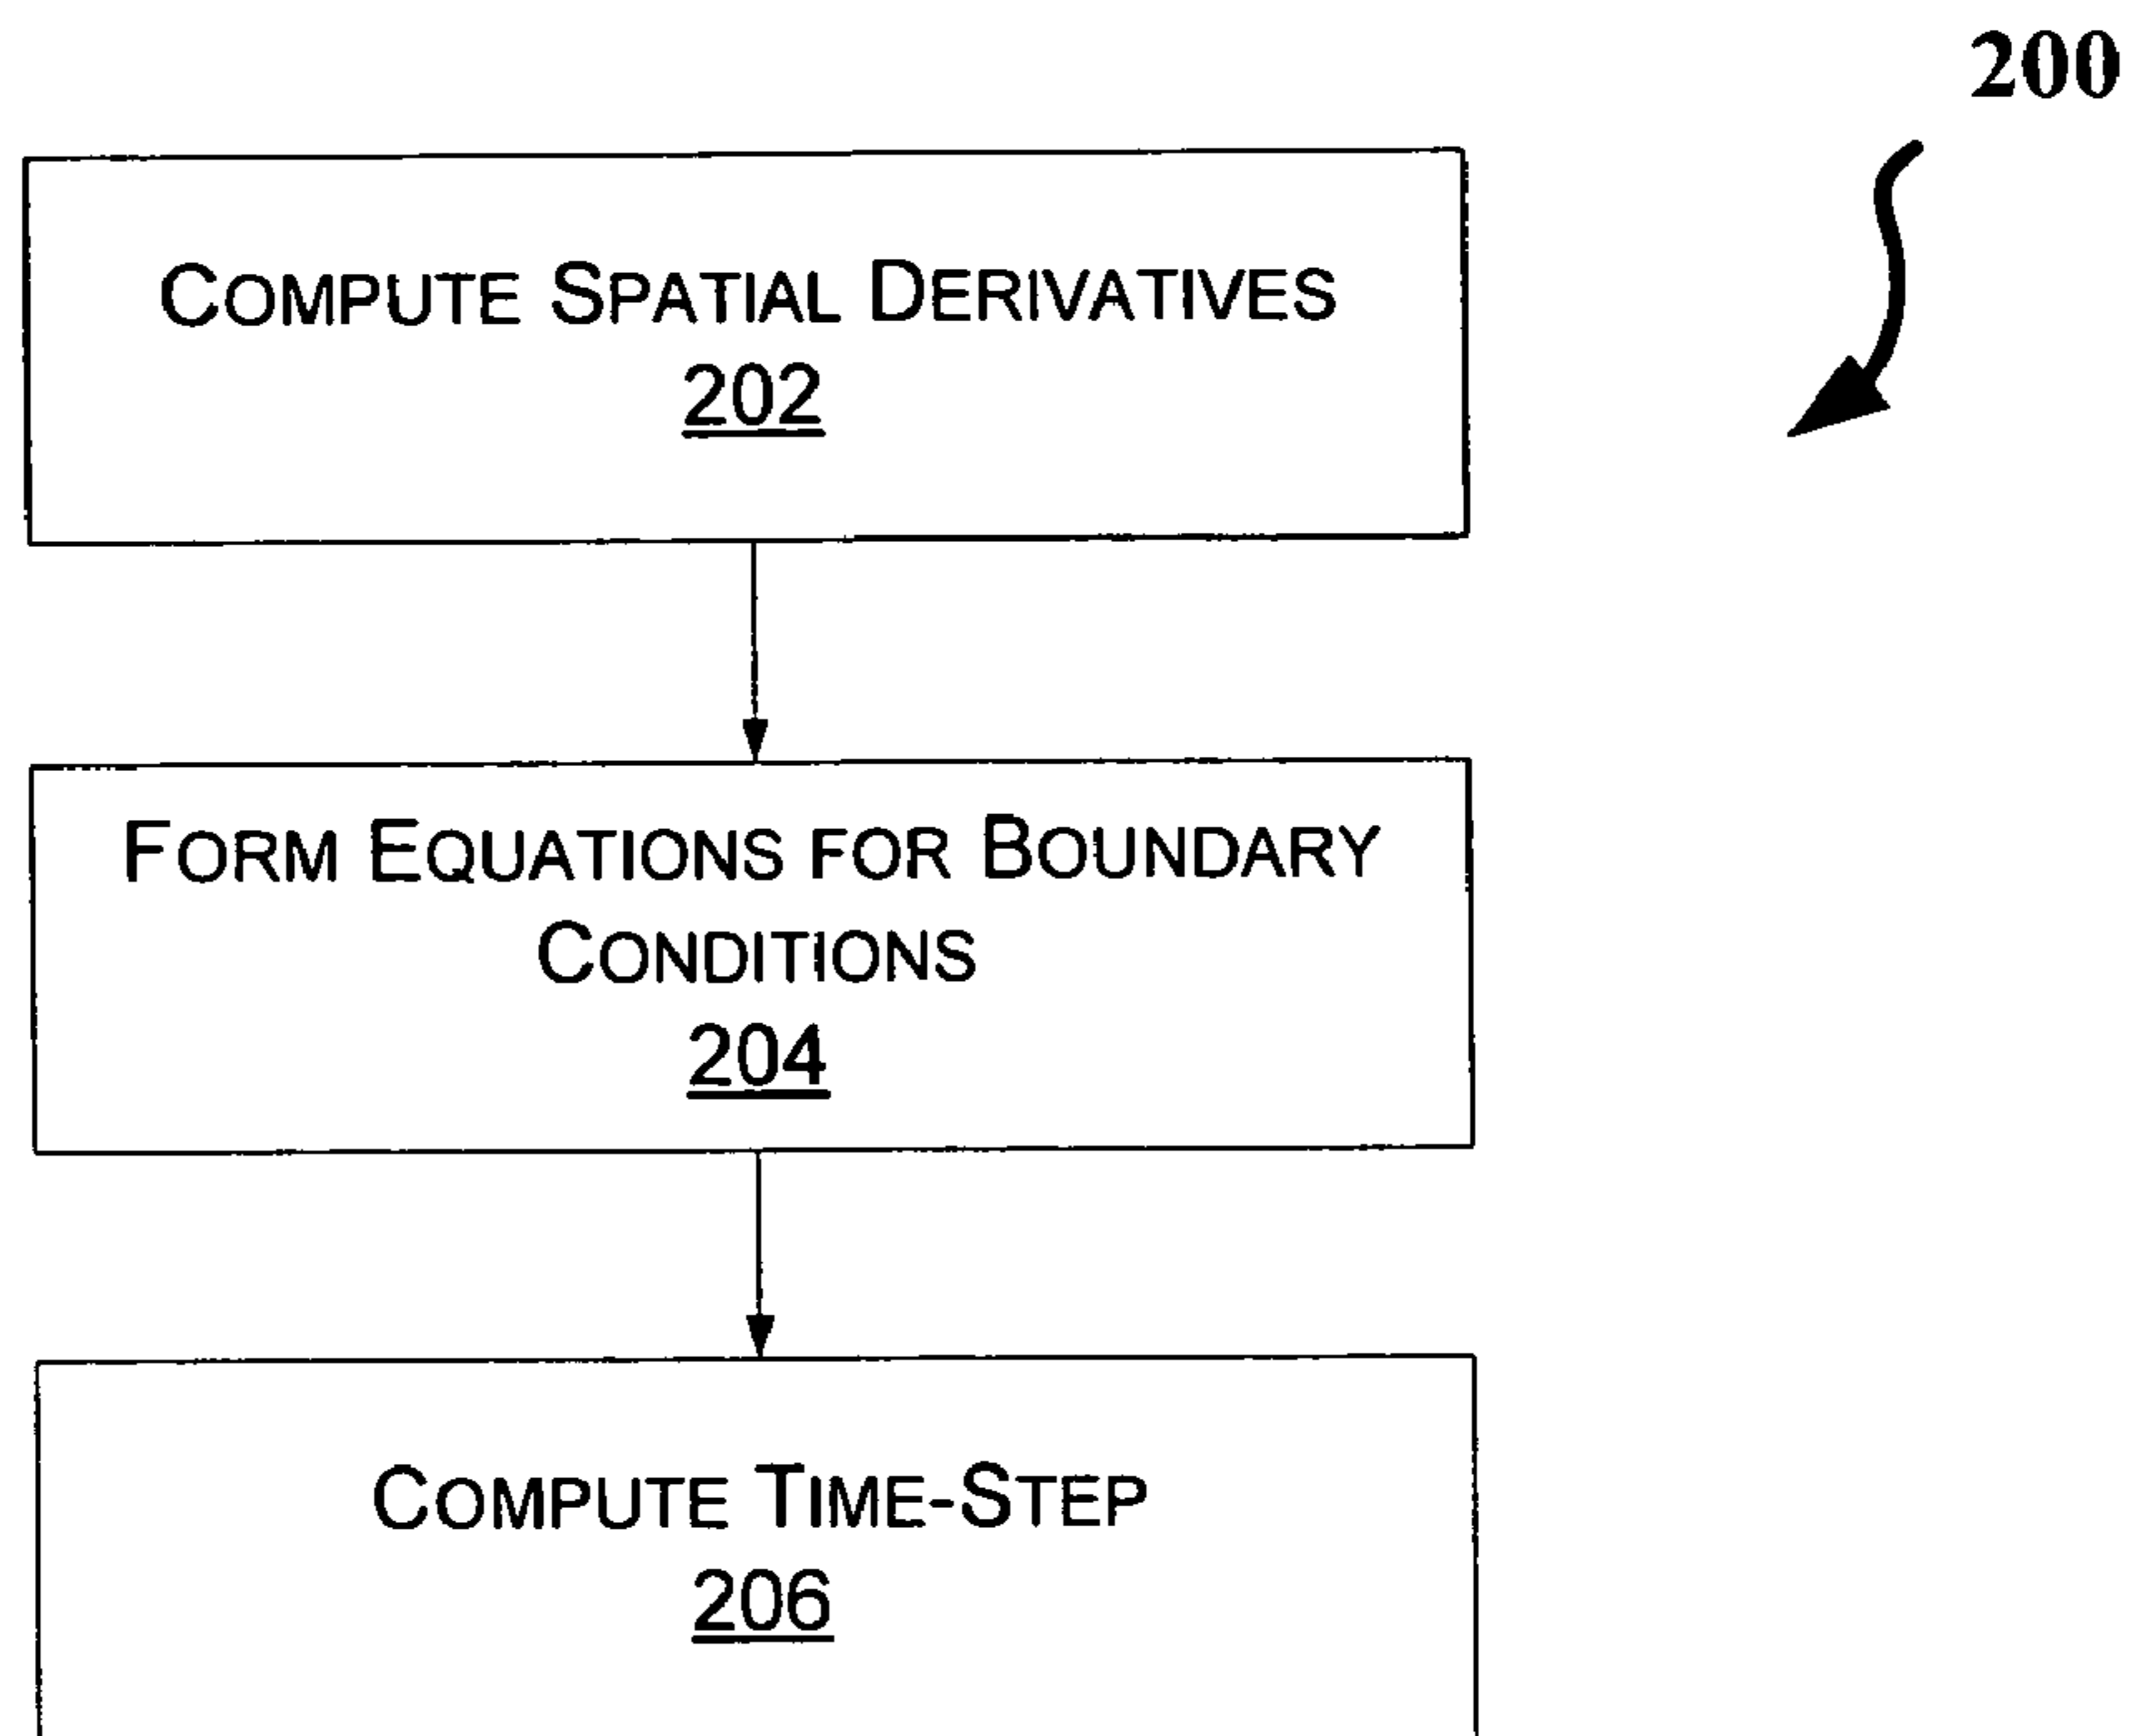 200
COMPUTE SPATIAL DERIVATIVES
202
FORM EQUATIONS FOR BOUNDARY
CONDITIONS
204
COMPUTE TIME-STEP
206